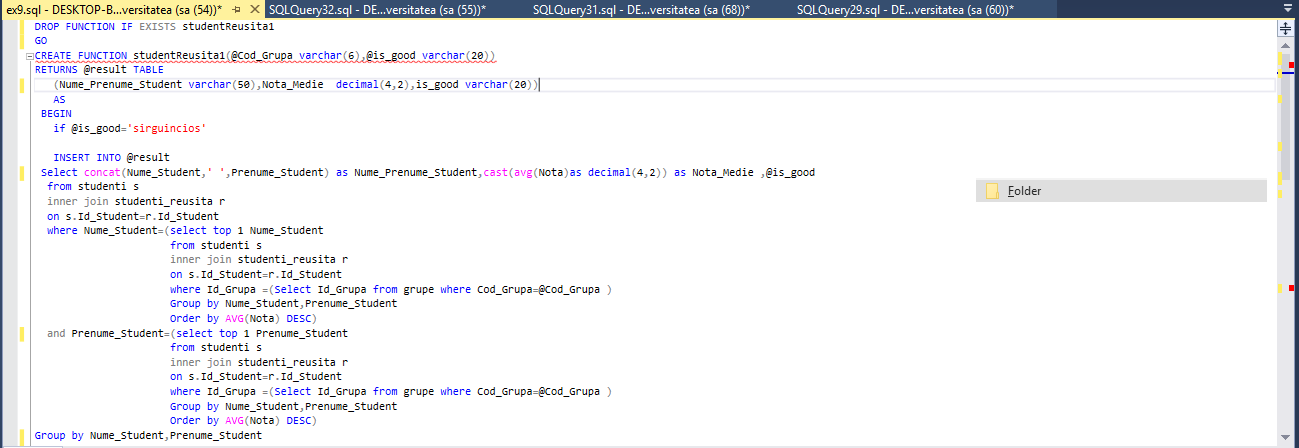 ex9.sql - DESKTOP-B...versitatea (sa (54))*
SQLQuery32.sql - DE...versitatea (sa (55))*
SQLQuery31.sql - DE...versitatea (sa (68))*
SQLQuery29.sql - DE...versitatea (sa (60))*
DROP FUNCTION IF EXISTS studentReusita1
GO
CREATE FUNCTION studentReusita1(@Cod_Grupa varchar(6),@is_good varchar(20))
RETURNS @result TABLE
(Nume_Prenume_Student varchar(50),Nota_Medie  decimal(4,2),is_good varchar(20))
AS
BEGIN
if @is_good='sirguincios'
INSERT INTO @result
Select concat(Nume_Student,' ',Prenume_Student) as Nume_Prenume_Student,cast(avg(Nota)as decimal(4,2)) as Nota_Medie ,@is_good
from studenti s
inner join studenti_reusita r
on s.Id_Student=r.Id_Student
where Nume_Student=(select top 1 Nume_Student
from studenti s
inner join studenti_reusita r
on s.Id_Student=r.Id_Student
where Id_Grupa =(Select Id_Grupa from grupe where Cod_Grupa=@Cod_Grupa )
Group by Nume_Student,Prenume_Student
Order by AVG(Nota) DESC)
and Prenume_Student=(select top 1 Prenume_Student
from studenti s
inner join studenti_reusita r
on s.Id_Student=r.Id_Student
where Id_Grupa =(Select Id_Grupa from grupe where Cod_Grupa=@Cod_Grupa )
Group by Nume_Student,Prenume_Student
Order by AVG(Nota) DESC)
Group by Nume_Student,Prenume_Student
Folder